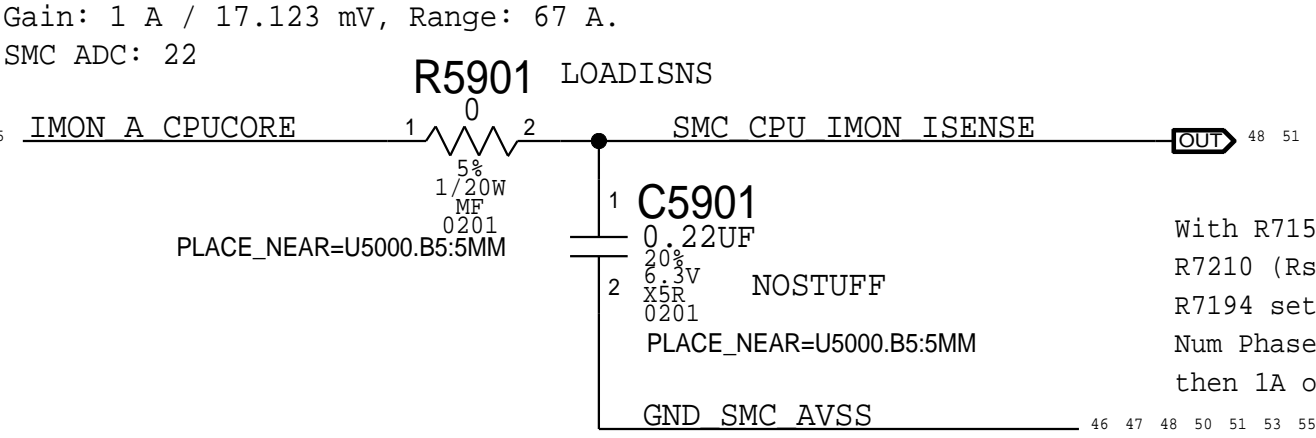 Gain: 1 A / 17.123 mV, Range: 67 A.
SMC ADC: 22
R5901 LOADISNS
0
IMON_A_CPUCORE 1 2 SMC_CPU_IMON_ISENSE OUT 48 51
5%
1/20W
MF
0201
PLACE_NEAR=U5000.B5:5MM
1 C5901
0.22UF
20%
6.3V
2 X5R NOSTUFF
0201
PLACE_NEAR=U5000.B5:5MM
GND_SMC_AVSS 46 47 48 50 51 53 55
With R715
R7210 (Rs
R7194 set
Num Phase
then 1A o